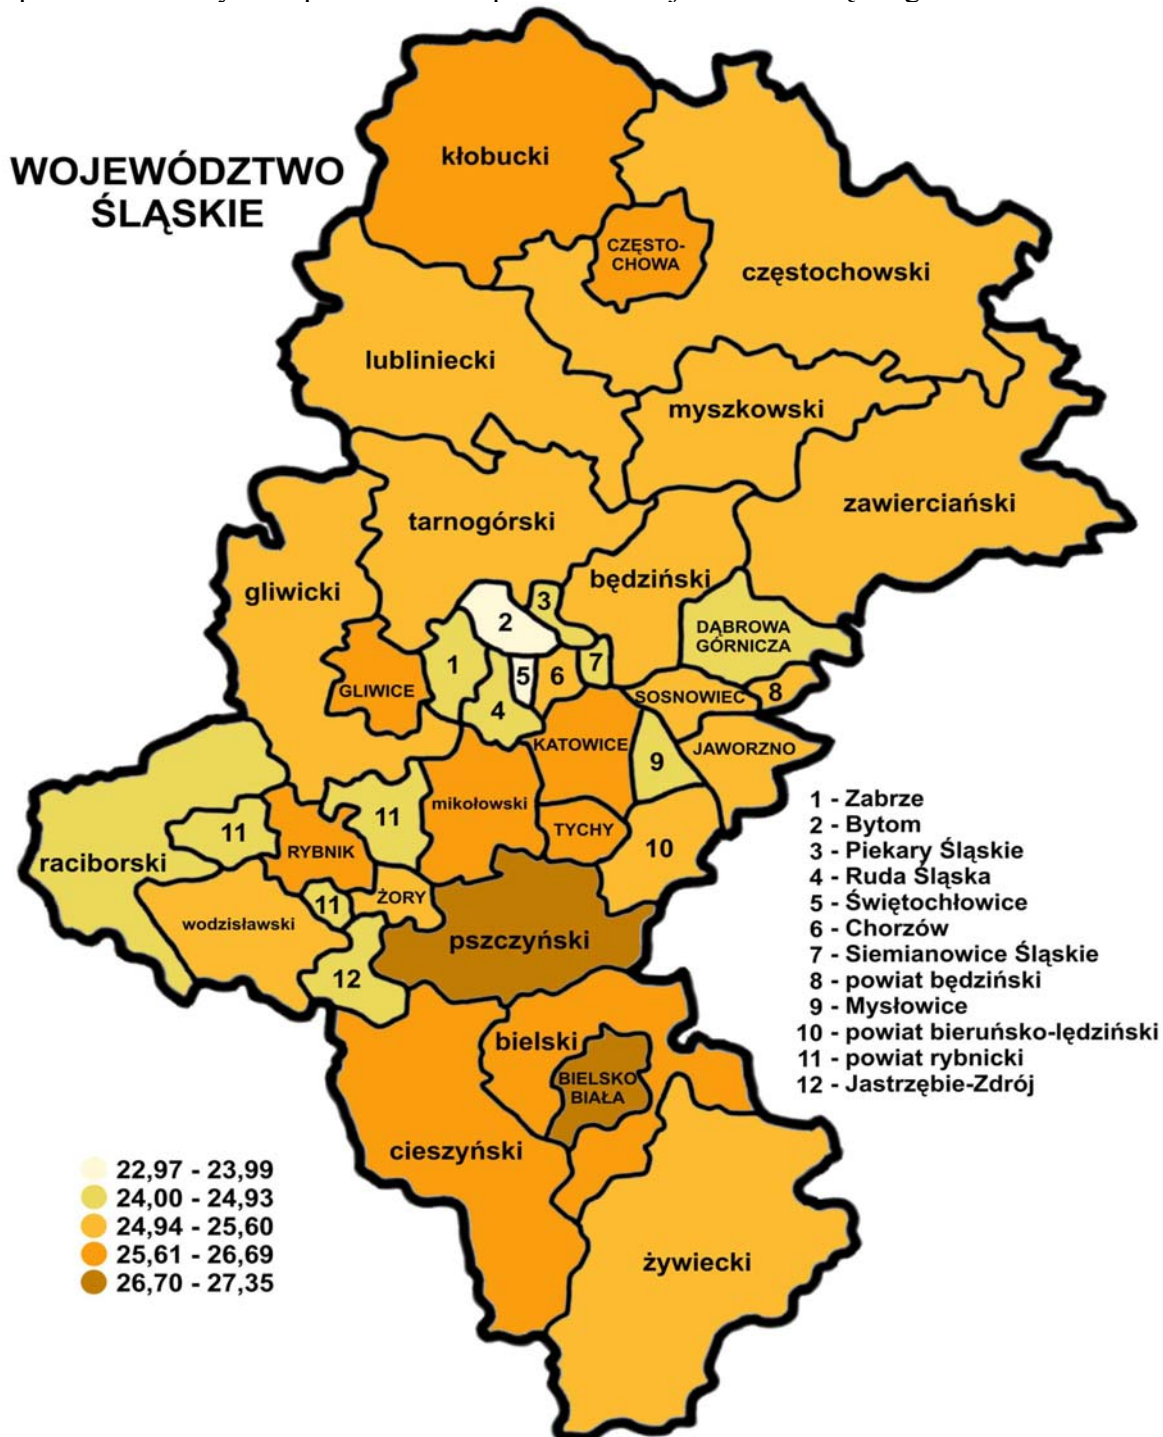 WOJEWÓDZTWO
ŚLĄSKIE
kłobucki
CZĘSTO-
CHOWA
częstochowski
lubliniecki
myszkowski
zawierciański
tarnogórski
będziński
gliwicki
3
2
DĄBROWA
GÓRNICZA
1
7
5
6
GLIWICE
SOSNOWIEC
8
4
KATOWICE
JAWORZNO
9
mikołowski
11
11
TYCHY
RYBNIK
10
raciborski
11
ŻORY
wodzisławski
pszczyński
12
bielski
BIELSKO
BIAŁA
cieszyński
żywiecki
1 - Zabrze
2 - Bytom
3 - Piekary Śląskie
4 - Ruda Śląska
5 - Świętochłowice
6 - Chorzów
7 - Siemianowice Śląskie
8 - powiat będziński
9 - Mysłowice
10 - powiat bieruńsko-lędziński
11 - powiat rybnicki
12 - Jastrzębie-Zdrój
22,97 - 23,99
24,00 - 24,93
24,94 - 25,60
25,61 - 26,69
26,70 - 27,35